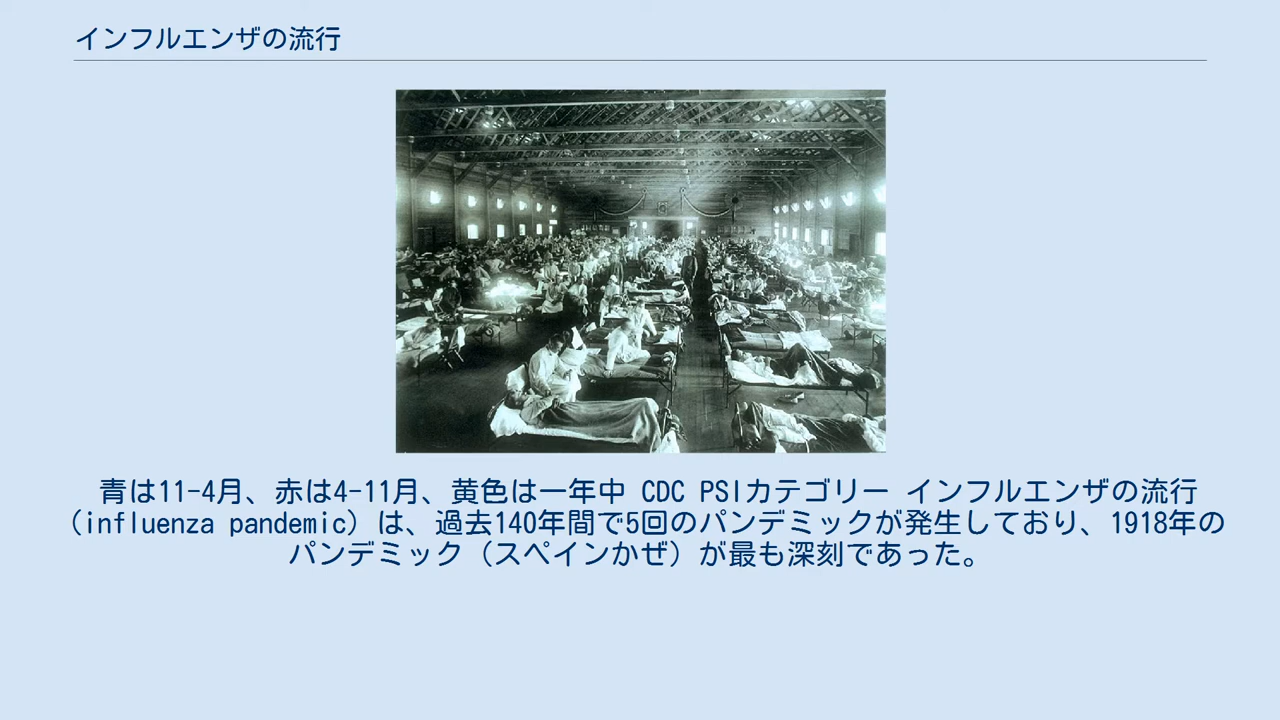 インフルエンザの流行
青は11-4月、赤は4-11月、黄色は一年中 CDC PSIカテゴリー インフルエンザの流行
（influenza pandemic）は、過去140年間で5回のパンデミックが発生しており、1918年の
パンデミック（スペインかぜ）が最も深刻であった。